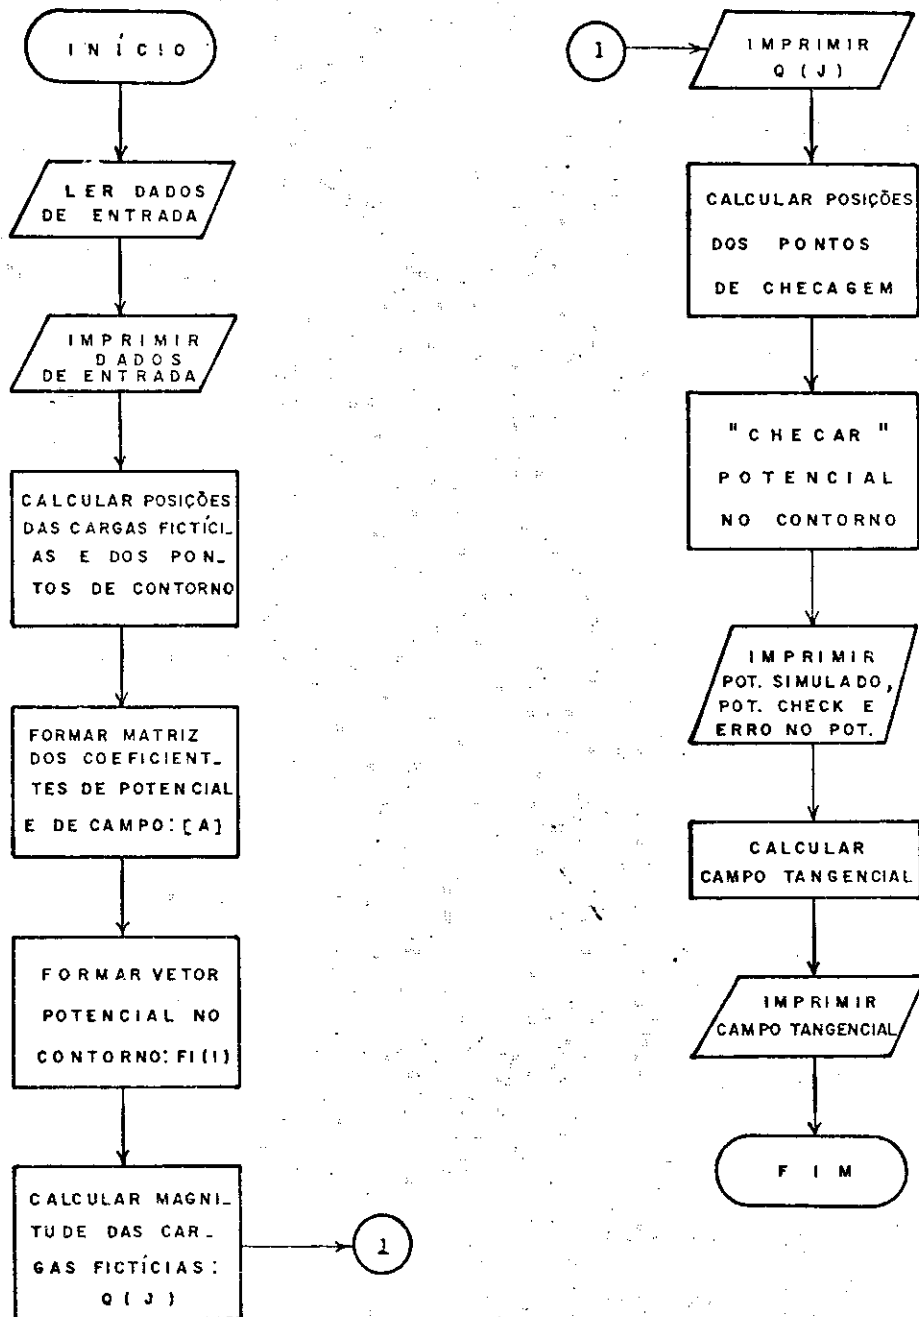 INÍCIO
LER DADOS
DE ENTRADA
IMPRIMIR
DADOS
DE ENTRADA
CALCULAR POSIÇÕES
DAS CARGAS FICTÍCI_
AS E DOS PON_
TOS DE CONTORNO
FORMAR MATRIZ
DOS COEFICIENT_
TES DE POTENCIAL
E DE CAMPO: [A]
FORMAR VETOR
POTENCIAL NO
CONTORNO: FI(I)
CALCULAR MAGNI_
TUDE DAS CAR_
GAS FICTÍCIAS:
Q(J)
1
1
IMPRIMIR
Q(J)
CALCULAR POSIÇÕES
DOS PONTOS
DE CHECAGEM
"CHECAR"
POTENCIAL
NO CONTORNO
IMPRIMIR
POT. SIMULADO,
POT. CHECK E
ERRO NO POT.
CALCULAR
CAMPO TANGENCIAL
IMPRIMIR
CAMPO TANGENCIAL
FIM